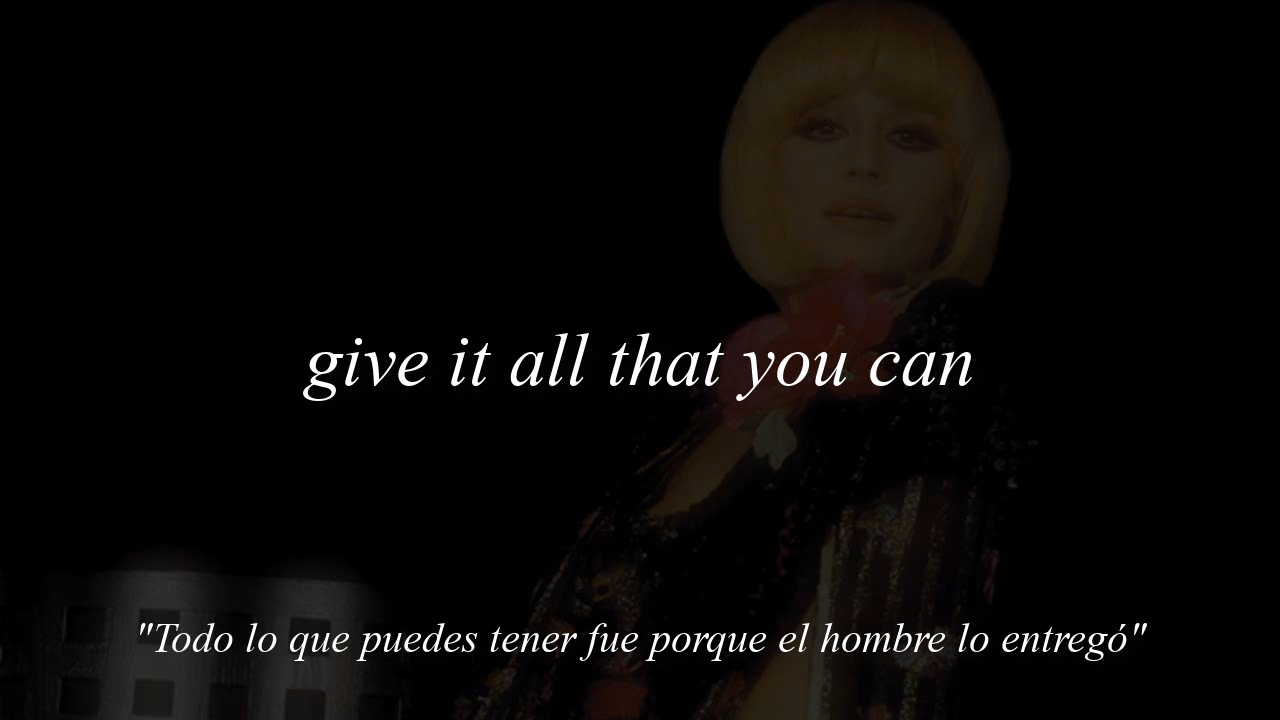 give it all that you can
"Todo lo que puedes tener fue porque el hombre lo entregó"